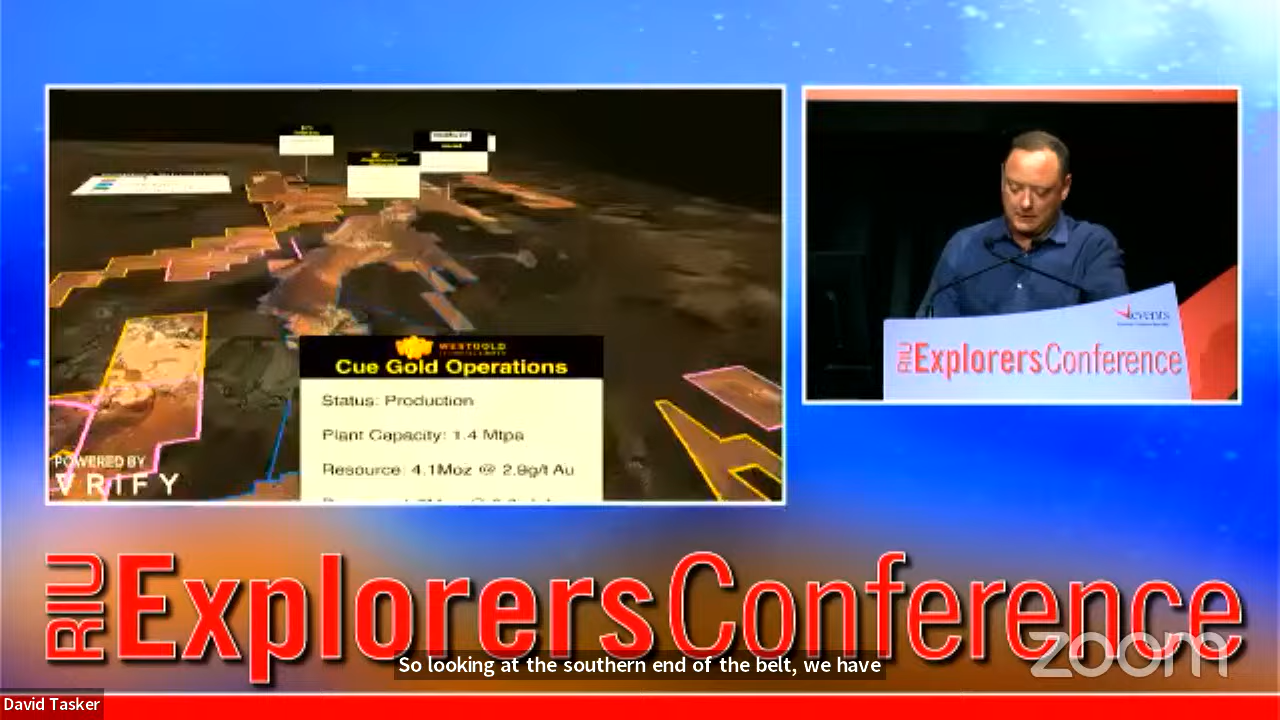 WESTGOLD
Cue Gold Operations
Status: Production
Plant Capacity: 1.4 Mtpa
Resource: 4.1Moz @ 2.9g/t Au
POWERED BY
VRIFY
events
RIU ExplorersConference
RIU ExplorersConference
zoom
So looking at the southern end of the belt, we have
David Tasker